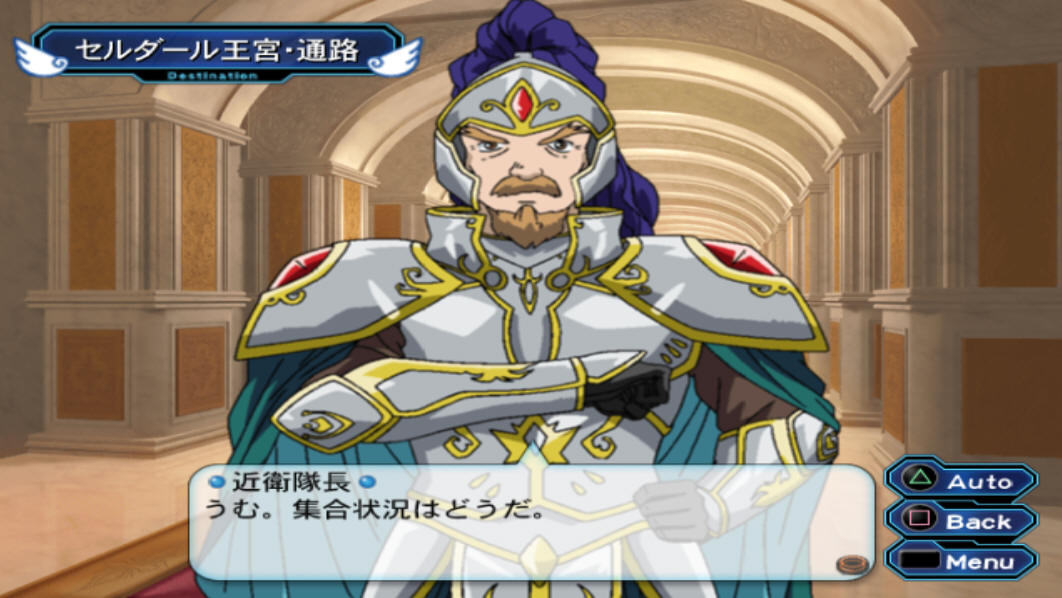 セルダール王宮・通路
Destination
近衛隊長
うむ。集合状況はどうだ。
Auto
Back
Menu